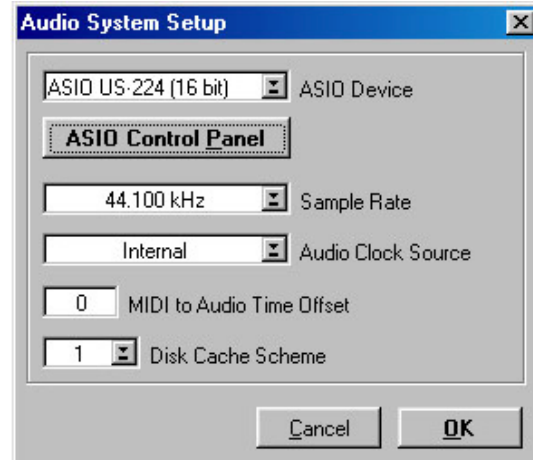 Audio System Setup
ASIO US-224 (16 bit) ASIO Device
ASIO Control Panel
44.100 kHz Sample Rate
Internal Audio Clock Source
0 MIDI to Audio Time Offset
1 Disk Cache Scheme
Cancel OK